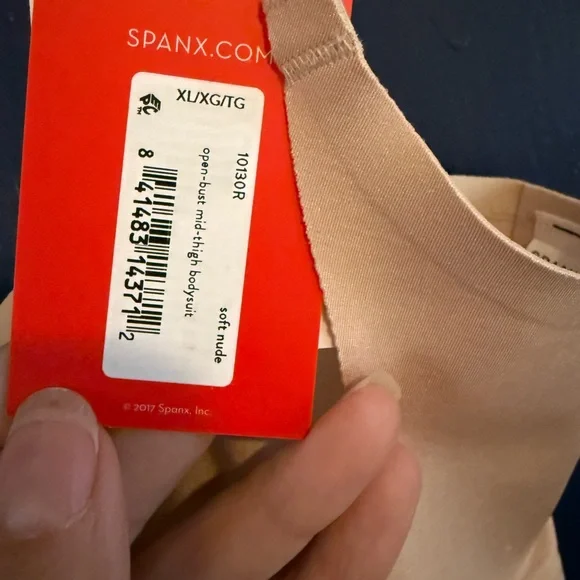 SPANX.COM
XL/XG/TG
EPC™
10130R
open-bust mid-thigh bodysuit
soft nude
8 41483 14371 2
© 2017 Spanx, Inc.